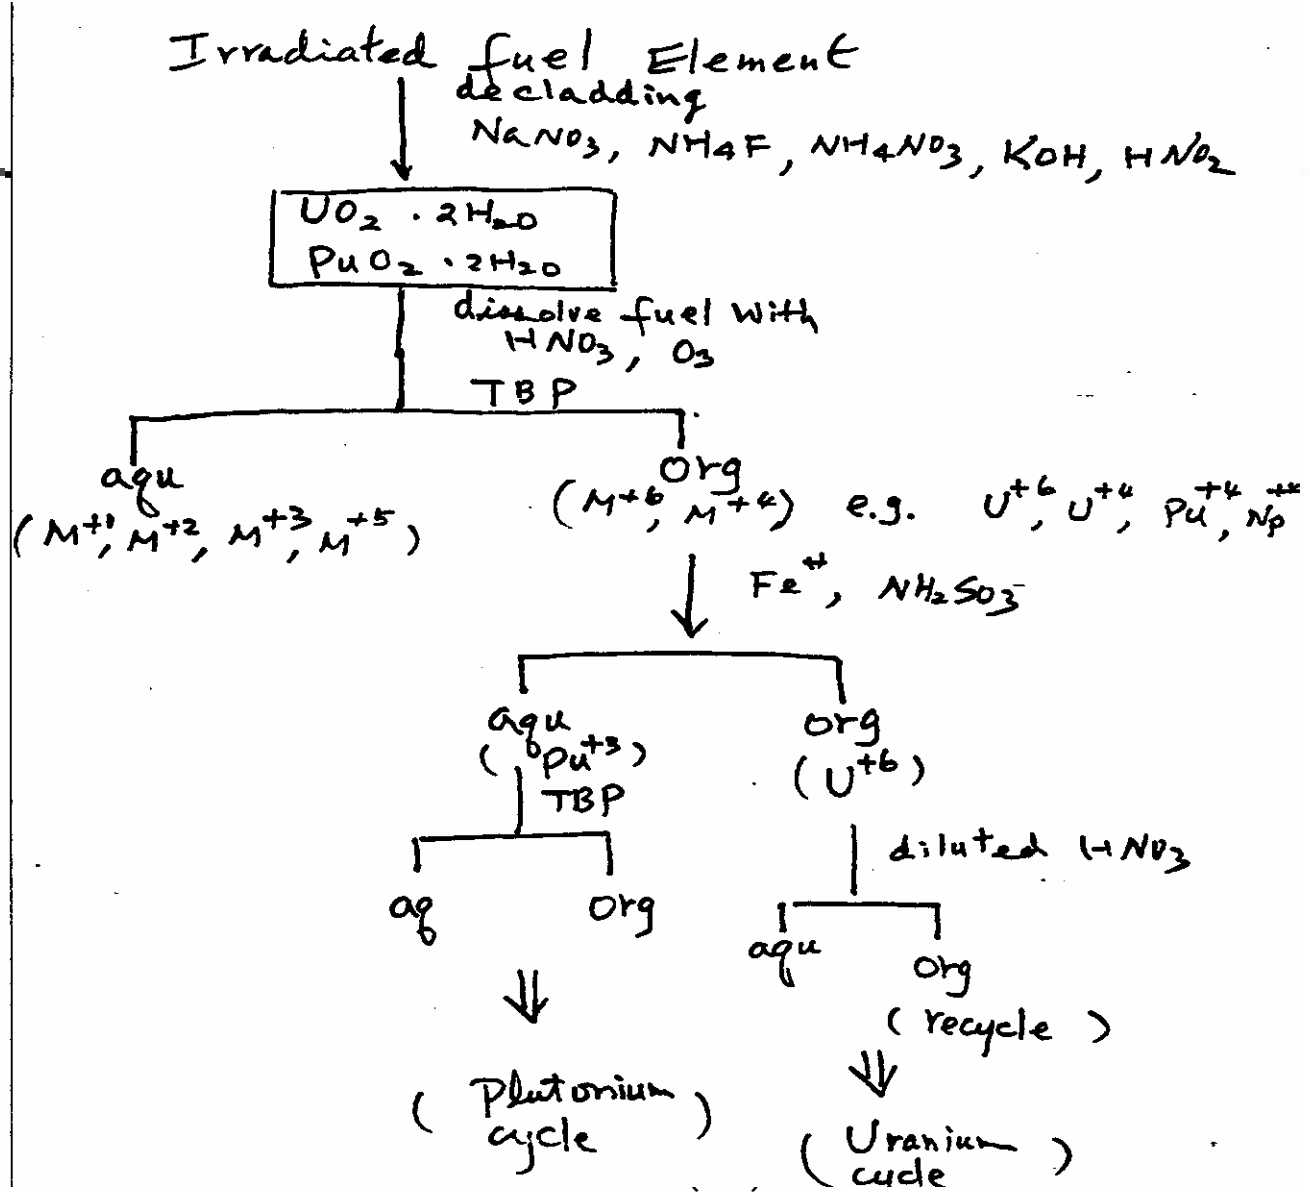 Irradiated fuel Element
decladding
NaNO3, NH4F, NH4NO3, KOH, HNO2
UO2 · 2H2O
PuO2 · 2H2O
dissolve fuel with
HNO3, O3
TBP
aqu
(M+1, M+2, M+3, M+5)
Org
(M+6, M+4) e.g. U+6, U+4, Pu+4, Np+4
Fe++, NH2SO3-
aqu
(Pu+3)
org
(U+6)
TBP
diluted HNO3
aq
org
aqu
Org
(recycle)
(Plutonium
cycle)
(Uranium
cycle)